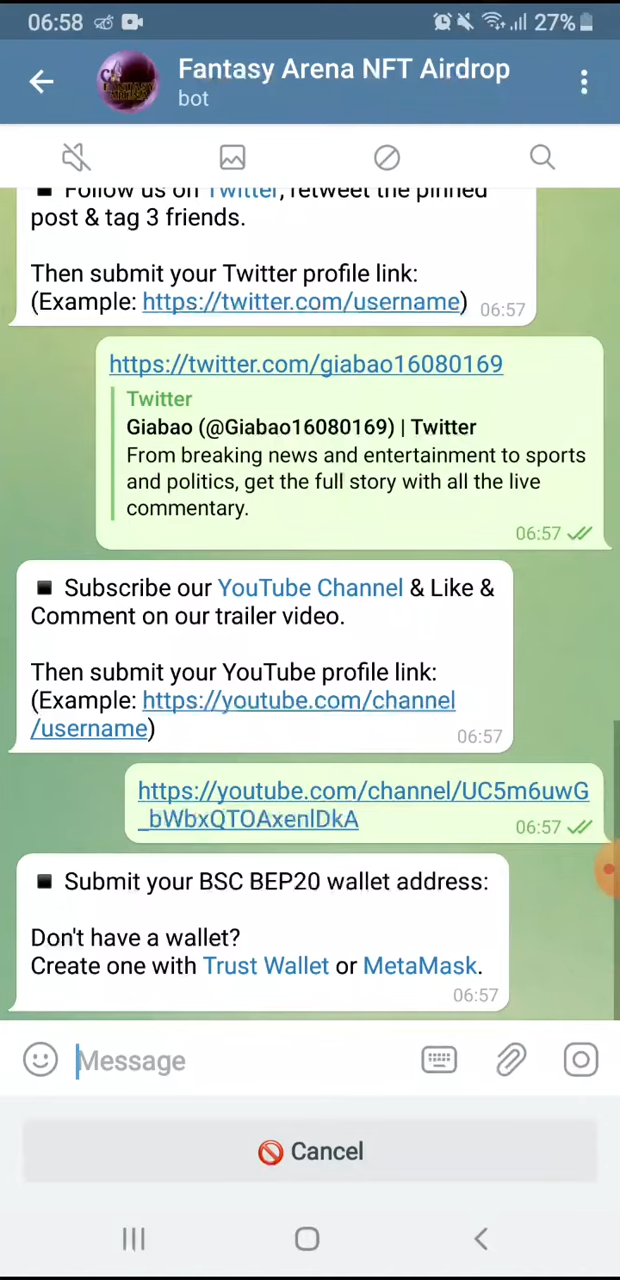 06:58
27%
Fantasy Arena NFT Airdrop
bot
Follow us on Twitter, retweet the pinned
post & tag 3 friends.
Then submit your Twitter profile link:
(Example: https://twitter.com/username) 06:57
https://twitter.com/giabao16080169
Twitter
Giabao (@Giabao16080169) | Twitter
From breaking news and entertainment to sports
and politics, get the full story with all the live
commentary.
06:57
Subscribe our YouTube Channel & Like &
Comment on our trailer video.
Then submit your YouTube profile link:
(Example: https://youtube.com/channel
/username)
06:57
https://youtube.com/channel/UC5m6uwG
_bWbxQTOAxenlDkA
06:57
Submit your BSC BEP20 wallet address:
Don't have a wallet?
Create one with Trust Wallet or MetaMask.
06:57
Message
Cancel